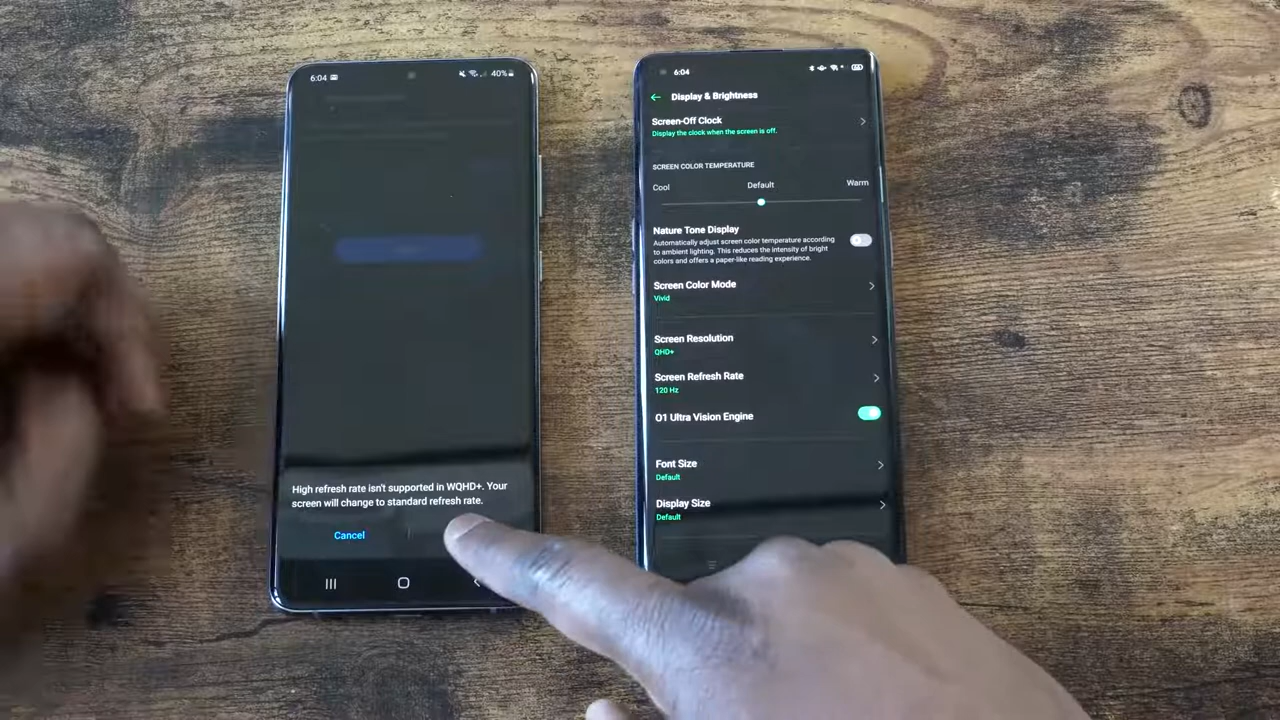 6:04
40%
High refresh rate isn't supported in WQHD+. Your
screen will change to standard refresh rate.
Cancel
6:04
Display & Brightness
Screen-Off Clock
Display the clock when the screen is off.
SCREEN COLOR TEMPERATURE
Cool Default Warm
Nature Tone Display
Automatically adjust screen color temperature according
to ambient lighting. This reduces the intensity of bright
colors and offers a paper-like reading experience.
Screen Color Mode
Vivid
Screen Resolution
QHD+
Screen Refresh Rate
120 Hz
O1 Ultra Vision Engine
Font Size
Default
Display Size
Default